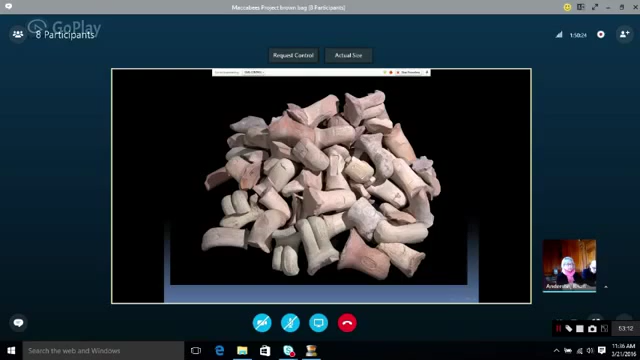 Maccabees Project brown bag (8 Participants)
GoPlay
8 Participants
1:50:24
Request Control
Actual Size
53:12
Search the web and Windows
11:36 AM
3/21/2016